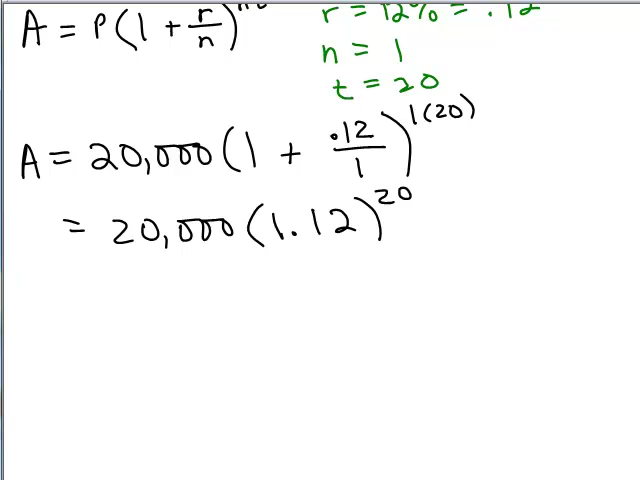 A = P(1 + r/n)^nt
r = 12% = .12
n = 1
t = 20
A = 20,000(1 + .12/1)^1(20)
= 20,000(1.12)^20